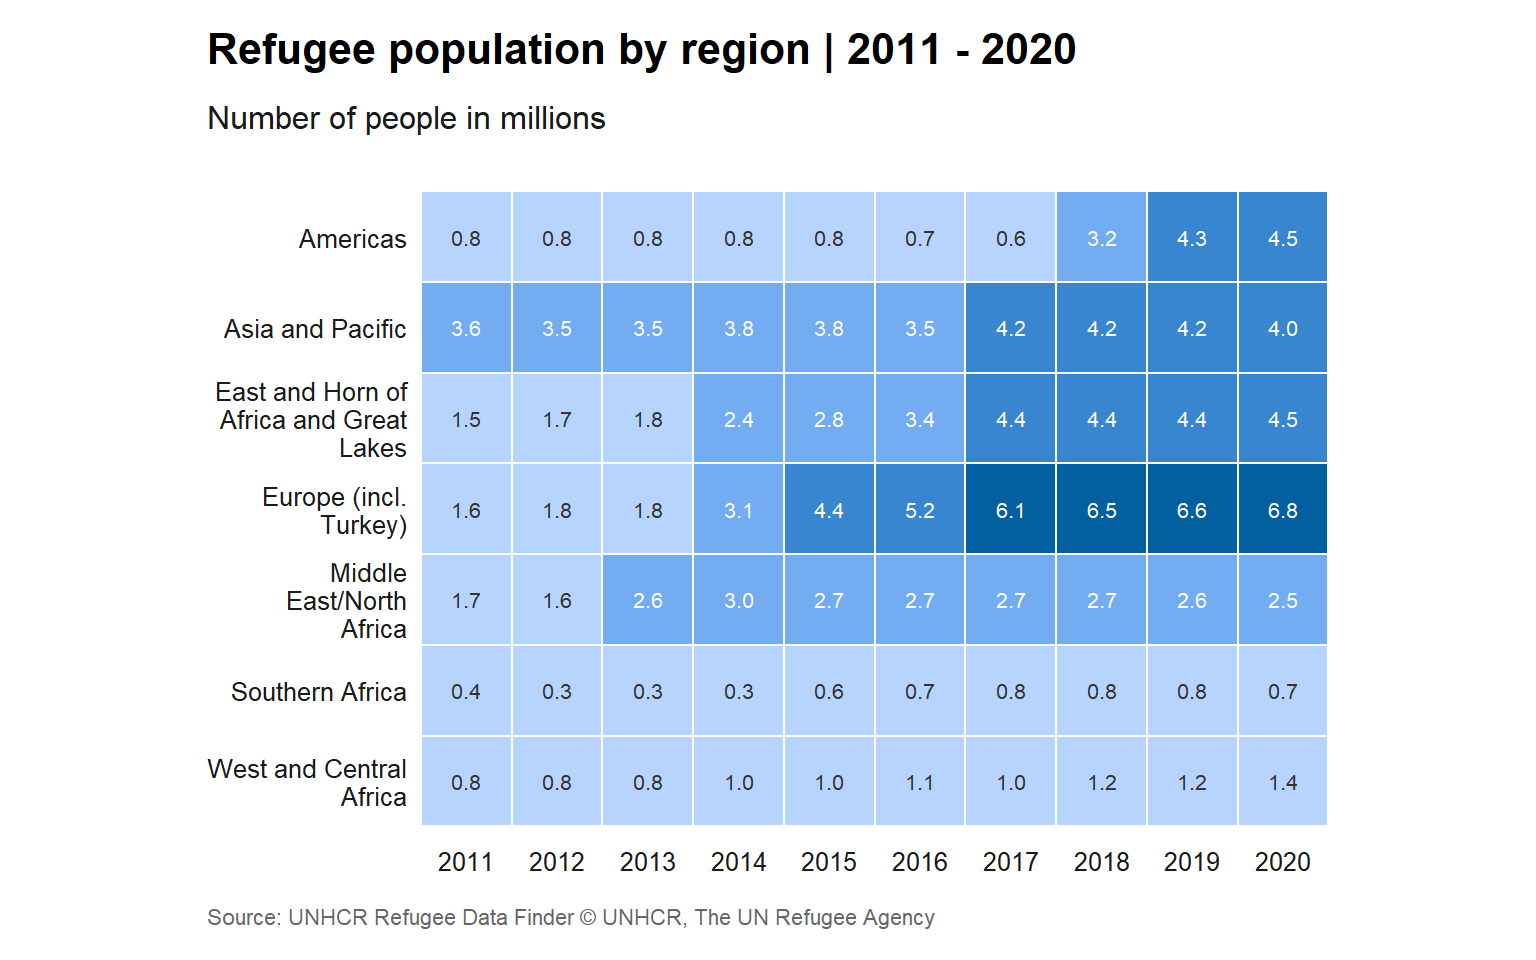 Refugee population by region | 2011 - 2020
Number of people in millions
Americas 0.8 0.8 0.8 0.8 0.8 0.7 0.6 3.2 4.3 4.5
Asia and Pacific 3.6 3.5 3.5 3.8 3.8 3.5 4.2 4.2 4.2 4.0
East and Horn of
Africa and Great
Lakes
1.5 1.7 1.8 2.4 2.8 3.4 4.4 4.4 4.4 4.5
Europe (incl.
Turkey)
1.6 1.8 1.8 3.1 4.4 5.2 6.1 6.5 6.6 6.8
Middle
East/North
Africa
1.7 1.6 2.6 3.0 2.7 2.7 2.7 2.7 2.6 2.5
Southern Africa 0.4 0.3 0.3 0.3 0.6 0.7 0.8 0.8 0.8 0.7
West and Central
Africa
0.8 0.8 0.8 1.0 1.0 1.1 1.0 1.2 1.2 1.4
2011 2012 2013 2014 2015 2016 2017 2018 2019 2020
Source: UNHCR Refugee Data Finder © UNHCR, The UN Refugee Agency